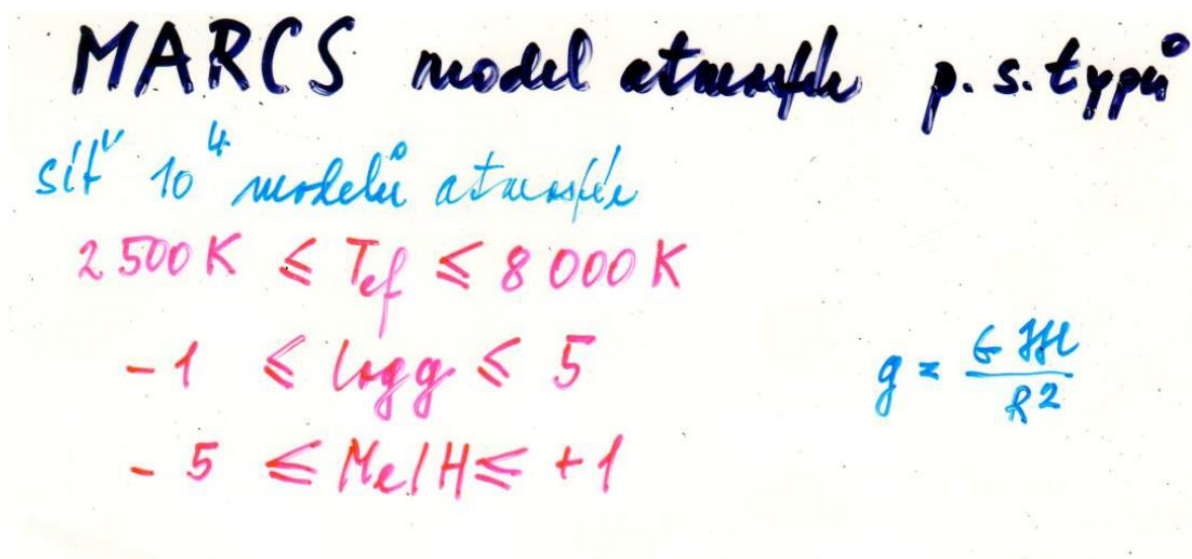 MARCS model atmosfér p. s. typů
síť 10⁴ modelů atmosfér
2 500 K ≤ Tef ≤ 8 000 K
- 1 ≤ log g ≤ 5
g = G M / R²
- 5 ≤ Me/H ≤ + 1